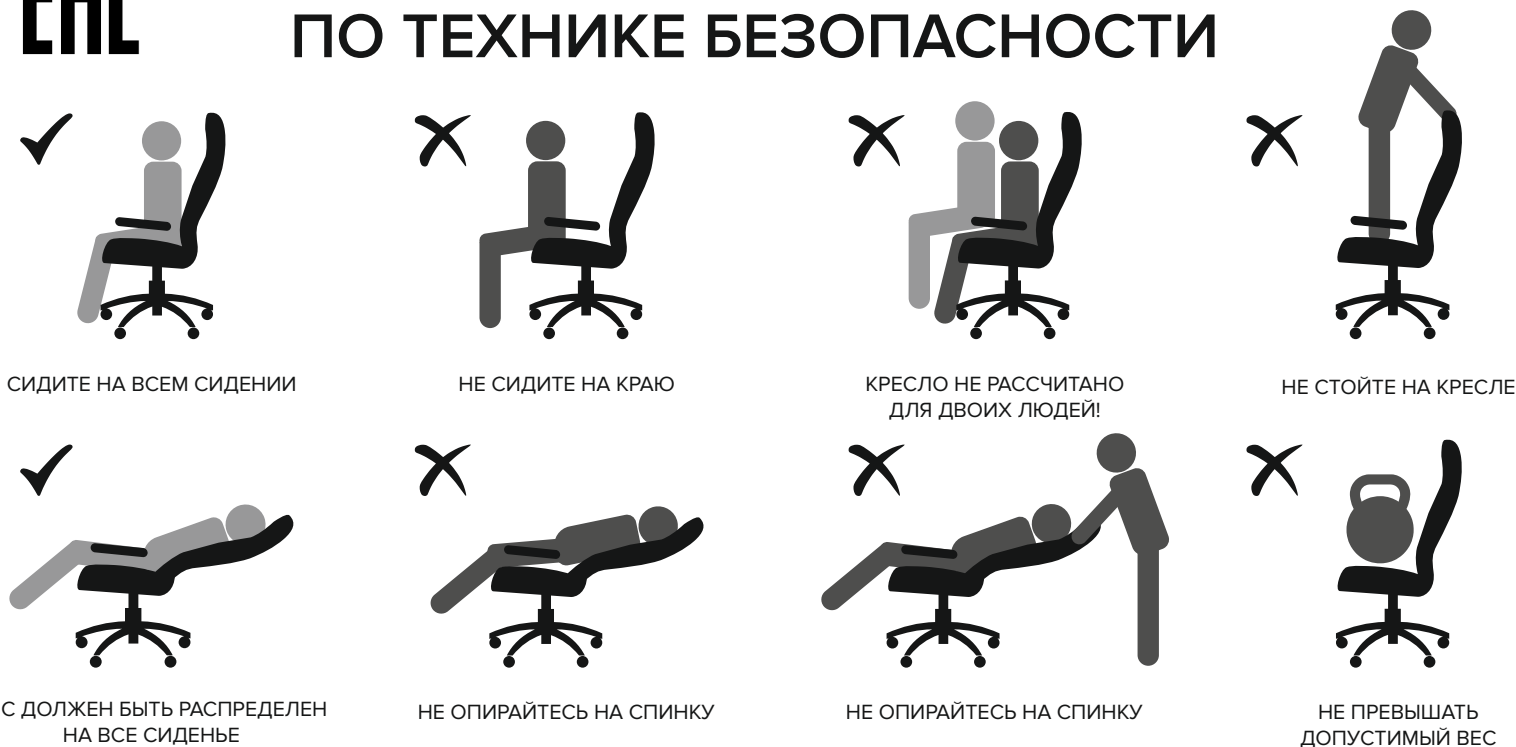 ПО ТЕХНИКЕ БЕЗОПАСНОСТИ
СИДИТЕ НА ВСЕМ СИДЕНИИ
НЕ СИДИТЕ НА КРАЮ
КРЕСЛО НЕ РАССЧИТАНО
ДЛЯ ДВОИХ ЛЮДЕЙ!
НЕ СТОЙТЕ НА КРЕСЛЕ
С ДОЛЖЕН БЫТЬ РАСПРЕДЕЛЕН
НА ВСЕ СИДЕНЬЕ
НЕ ОПИРАЙТЕСЬ НА СПИНКУ
НЕ ОПИРАЙТЕСЬ НА СПИНКУ
НЕ ПРЕВЫШАТЬ
ДОПУСТИМЫЙ ВЕС